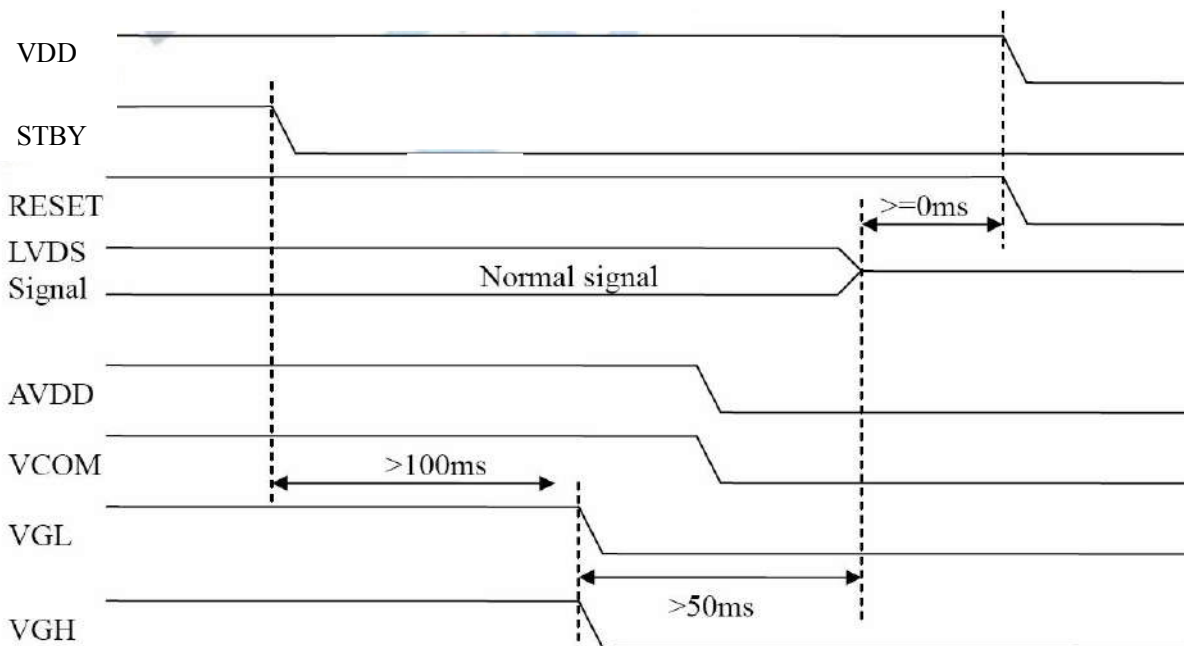 VDD
STBY
RESET
>=0ms
LVDS
Signal
Normal signal
AVDD
VCOM
>100ms
VGL
>50ms
VGH